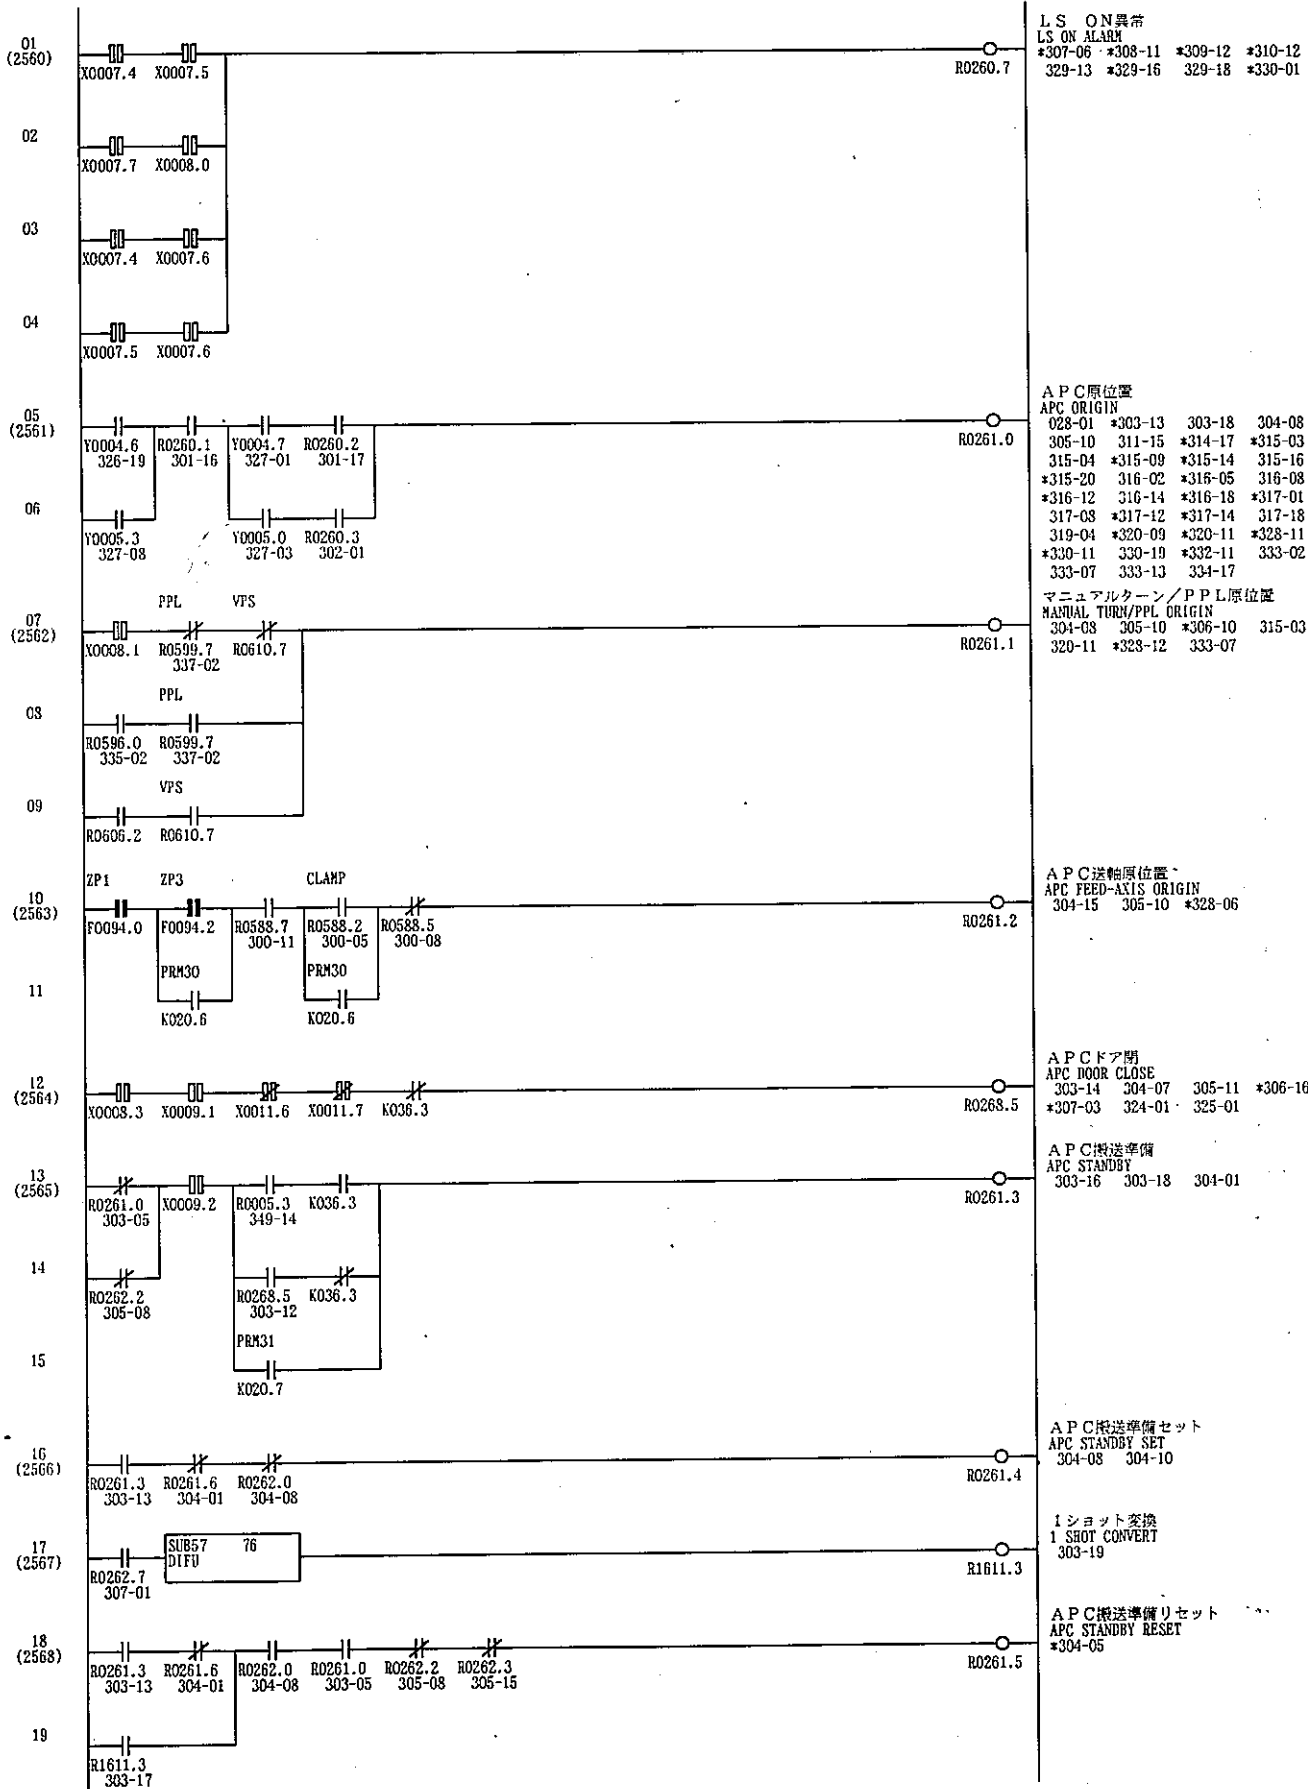 01
(2560)
X0007.4 X0007.5
R0260.7
LS ON異常
LS ON ALARM
*307-06 *308-11 *309-12 *310-12
329-13 *329-16 329-18 *330-01
02
X0007.7 X0008.0
03
X0007.4 X0007.6
04
X0007.5 X0007.6
05
(2561)
Y0004.6 R0260.1 Y0004.7 R0260.2
326-19 301-16 327-01 301-17
R0261.0
APC原位置
APC ORIGIN
028-01 *303-13 303-18 304-08
305-10 311-15 *314-17 *315-03
315-04 *315-09 *315-14 315-16
*315-20 316-02 *316-05 316-08
*316-12 316-14 *316-18 *317-01
317-08 *317-12 *317-14 317-18
319-04 *320-09 *320-11 *328-11
*330-11 330-19 *332-11 333-02
333-07 333-13 334-17
06
Y0005.3 Y0005.0 R0260.3
327-08 327-03 302-01
PPL VPS
07
(2562)
X0008.1 R0599.7 R0610.7
337-02
R0261.1
マニュアルターン/PPL原位置
MANUAL TURN/PPL ORIGIN
304-08 305-10 *306-10 315-03
320-11 *328-12 333-07
PPL
08
R0596.0 R0599.7
335-02 337-02
VPS
09
R0606.2 R0610.7
ZP1 ZP3 CLAMP
10
(2563)
F0094.0 F0094.2 R0588.7 R0588.2 R0588.5
300-11 300-05 300-08
R0261.2
APC送軸原位置
APC FEED-AXIS ORIGIN
304-15 305-10 *328-06
PRM30 PRM30
11
K020.6 K020.6
12
(2564)
X0008.3 X0009.1 X0011.6 X0011.7 K036.3
R0268.5
APCドア閉
APC DOOR CLOSE
303-14 304-07 305-11 *306-16
*307-03 324-01 325-01
13
(2565)
R0261.0 X0009.2 R0005.3 K036.3
303-05 349-14
R0261.3
APC搬送準備
APC STANDBY
303-16 303-18 304-01
14
R0262.2 R0268.5 K036.3
305-08 303-12
PRM31
15
K020.7
16
(2566)
R0261.3 R0261.6 R0262.0
303-13 304-01 304-08
R0261.4
APC搬送準備セット
APC STANDBY SET
304-08 304-10
17
(2567)
SUB57 76
DIFU
R0262.7
307-01
R1611.3
1ショット変換
1 SHOT CONVERT
303-19
18
(2568)
R0261.3 R0261.6 R0262.0 R0261.0 R0262.2 R0262.3
303-13 304-01 304-08 303-05 305-08 305-15
R0261.5
APC搬送準備リセット
APC STANDBY RESET
*304-05
19
R1611.3
303-17